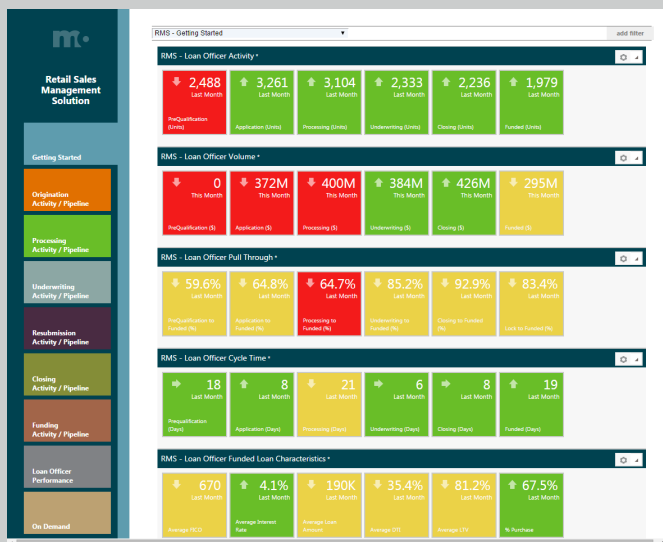 m.
Retail Sales
Management
Solution
Getting Started
Origination
Activity / Pipeline
Processing
Activity / Pipeline
Underwriting
Activity / Pipeline
Resubmission
Activity / Pipeline
Closing
Activity / Pipeline
Funding
Activity / Pipeline
Loan Officer
Performance
On Demand
RMS - Getting Started
add filter
RMS - Loan Officer Activity *
2,488
Last Month
PreQualification
(Units)
3,261
Last Month
Application (Units)
3,104
Last Month
Processing (Units)
2,333
Last Month
Underwriting (Units)
2,236
Last Month
Closing (Units)
1,979
Last Month
Funded (Units)
RMS - Loan Officer Volume *
0
This Month
PreQualification ($)
372M
This Month
Application ($)
400M
This Month
Processing ($)
384M
This Month
Underwriting ($)
426M
This Month
Closing ($)
295M
This Month
Funded ($)
RMS - Loan Officer Pull Through *
59.6%
Last Month
PreQualification to
Funded (%)
64.8%
Last Month
Application to
Funded (%)
64.7%
Last Month
Processing to
Funded (%)
85.2%
Last Month
Underwriting to
Funded (%)
92.9%
Last Month
Closing to Funded
(%)
83.4%
Last Month
Lock to Funded (%)
RMS - Loan Officer Cycle Time *
18
Last Month
Prequalification
(Days)
8
Last Month
Application (Days)
21
Last Month
Processing (Days)
6
Last Month
Underwriting (Days)
8
Last Month
Closing (Days)
19
Last Month
Funded (Days)
RMS - Loan Officer Funded Loan Characteristics *
670
Last Month
Average FICO
4.1%
Last Month
Average Interest
Rate
190K
Last Month
Average Loan
Amount
35.4%
Last Month
Average DTI
81.2%
Last Month
Average LTV
67.5%
Last Month
% Purchase